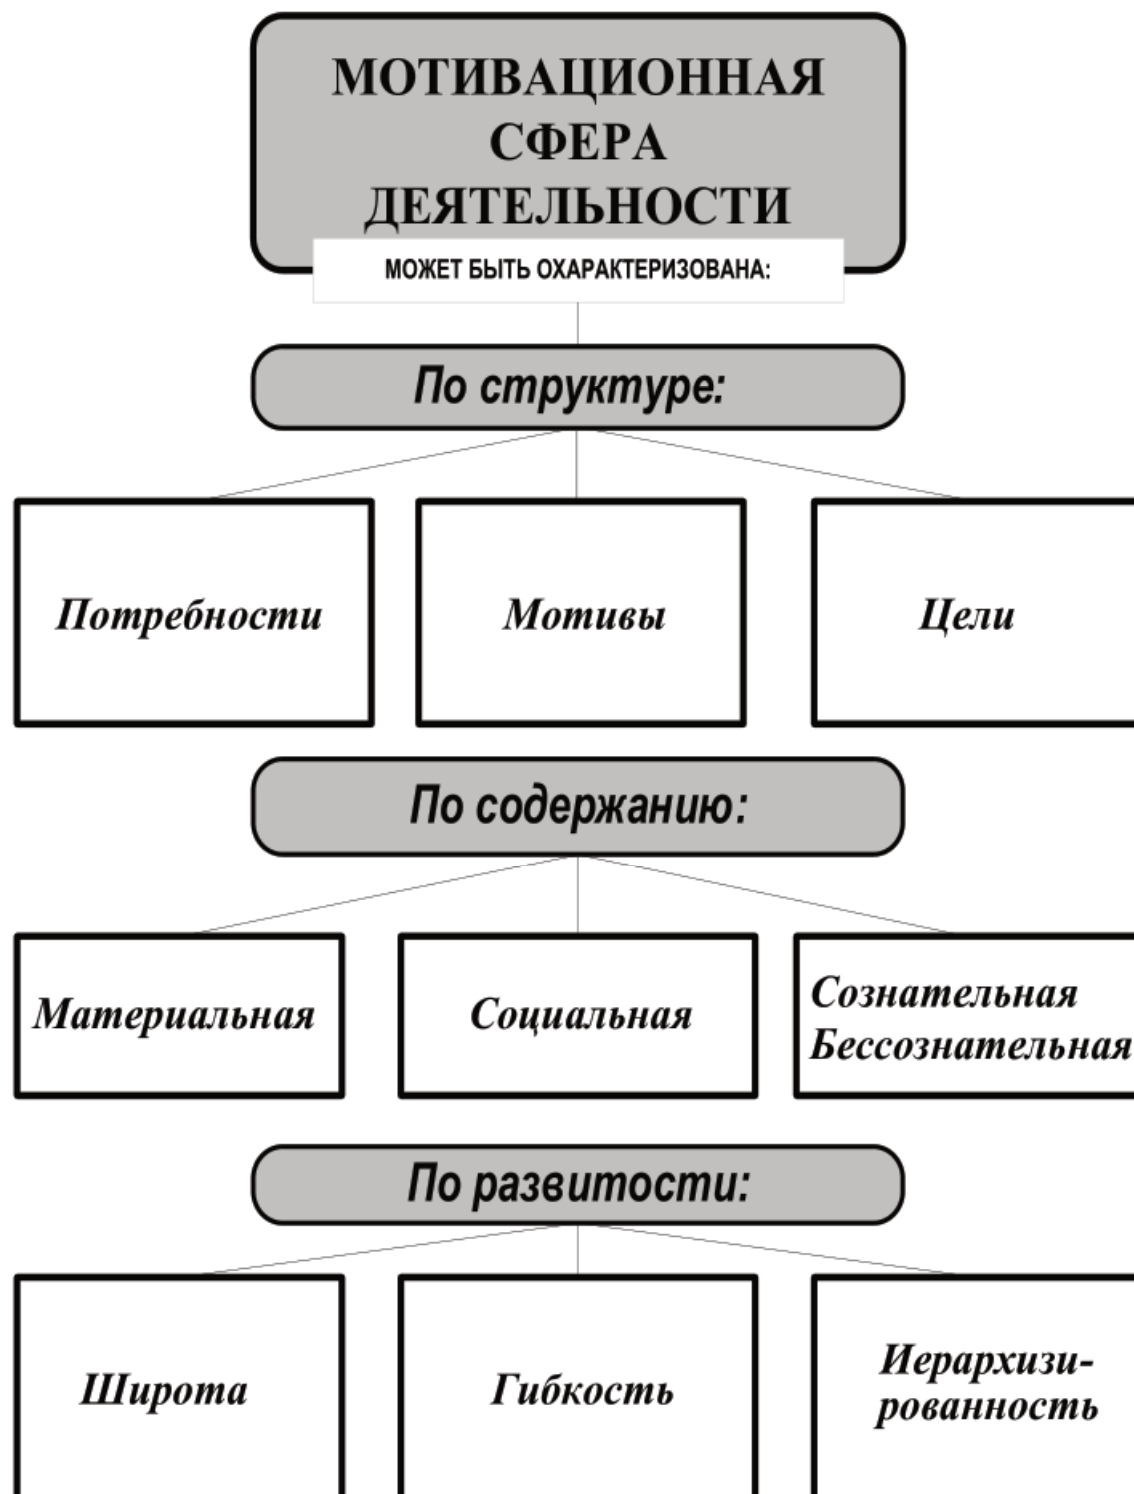 МОТИВАЦИОННАЯ
СФЕРА
ДЕЯТЕЛЬНОСТИ
МОЖЕТ БЫТЬ ОХАРАКТЕРИЗОВАНА:
По структуре:
Потребности
Мотивы
Цели
По содержанию:
Материальная
Социальная
Сознательная
Бессознательная
По развитости:
Широта
Гибкость
Иерархизи-
рованность